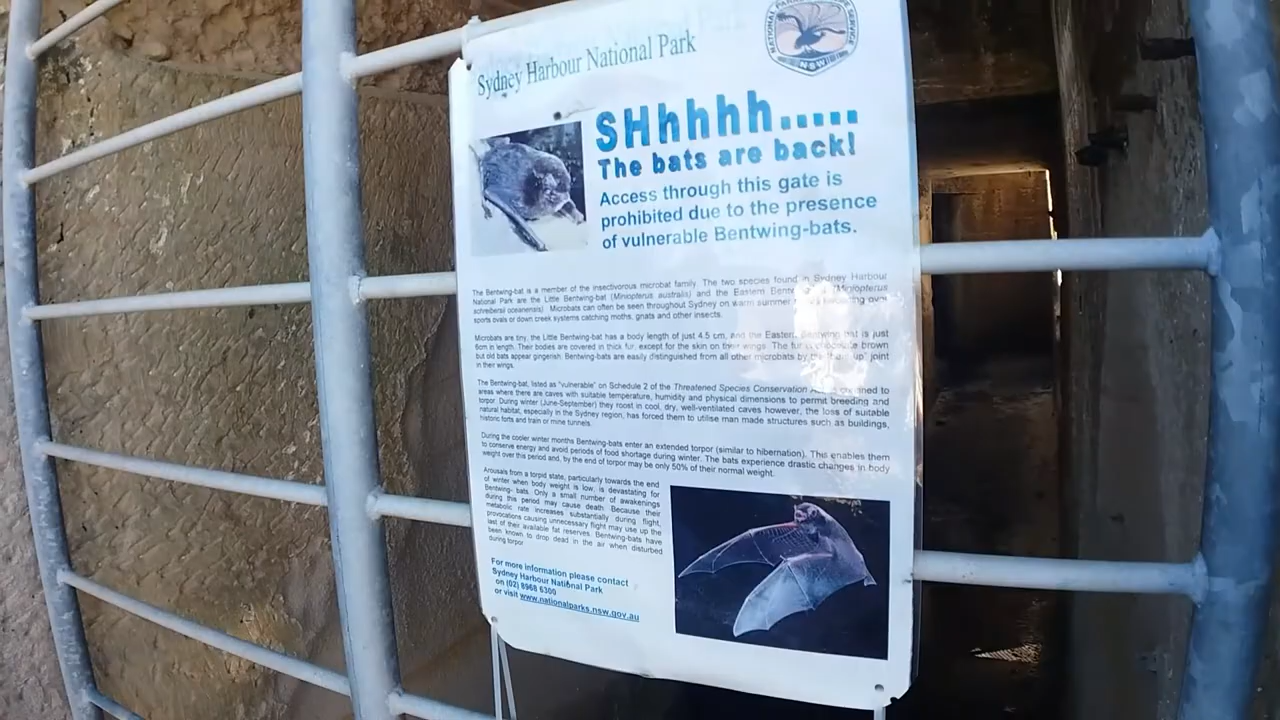 Sydney Harbour National Park
NSW
SHhhhh.....
The bats are back!
Access through this gate is
prohibited due to the presence
of vulnerable Bentwing-bats.
The Bentwing-bat is a member of the insectivorous microbat family. The two species found in Sydney Harbour
National Park are the Little Bentwing-bat (Miniopterus australis) and the Eastern (Miniopterus
schreibersii oceanensis). Microbats can often be seen throughout Sydney on warm summer over
sports ovals or down creek systems catching moths, gnats and other insects.
Microbats are tiny, the Little Bentwing-bat has a body length of just 4.5 cm, and the Eastern Bentwing bat is just
6cm in length. Their bodies are covered in thick fur, except for the skin on their wings. The fur is chocolate brown
but old bats appear gingerish. Bentwing-bats are easily distinguished from all other microbats by the up" joint
in their wings.
The Bentwing-bat, listed as "vulnerable" on Schedule 2 of the Threatened Species Conservation to
areas where there are caves with suitable temperature, humidity and physical dimensions to permit breeding and
torpor. During winter (June-September) they roost in cool, dry, well-ventilated caves however, the loss of suitable
natural habitat, especially in the Sydney region, has forced them to utilise man made structures such as buildings,
historic forts and train or mine tunnels.
During the cooler winter months Bentwing-bats enter an extended torpor (similar to hibernation). This enables them
to conserve energy and avoid periods of food shortage during winter. The bats experience drastic changes in body
weight over this period and, by the end of torpor may be only 50% of their normal weight.
Arousals from a torpid state, particularly towards the end
of winter when body weight is low, is devastating for
Bentwing- bats. Only a small number of awakenings
during this period may cause death. Because their
metabolic rate increases substantially during flight,
provocations causing unnecessary flight may use up the
last of their available fat reserves. Bentwing-bats have
been known to drop dead in the air when disturbed
during torpor.
For more information please contact
Sydney Harbour National Park
on (02) 8968 6300
or visit www.nationalparks.nsw.gov.au